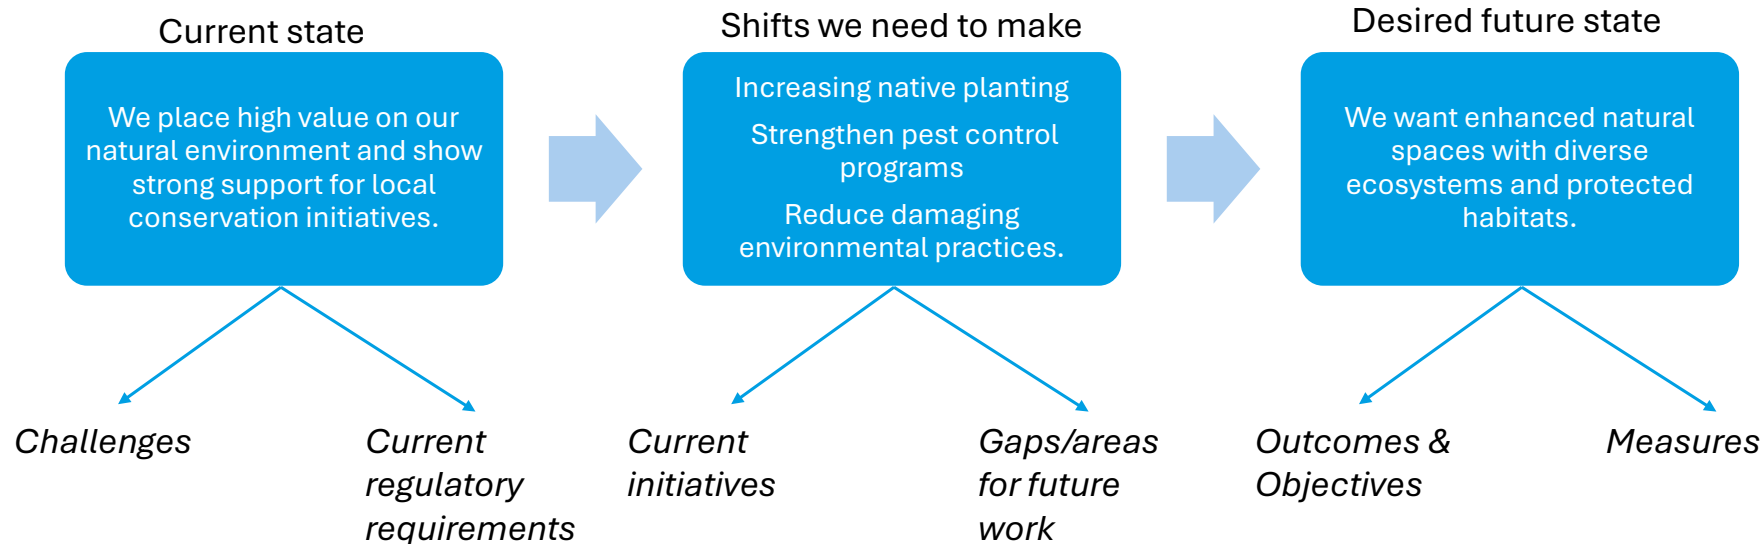 Current state
We place high value on our
natural environment and show
strong support for local
conservation initiatives.
Challenges
Current
regulatory
requirements
Shifts we need to make
Increasing native planting
Strengthen pest control
programs
Reduce damaging
environmental practices.
Current
initiatives
Gaps/areas
for future
work
Desired future state
We want enhanced natural
spaces with diverse
ecosystems and protected
habitats.
Outcomes &
Objectives
Measures